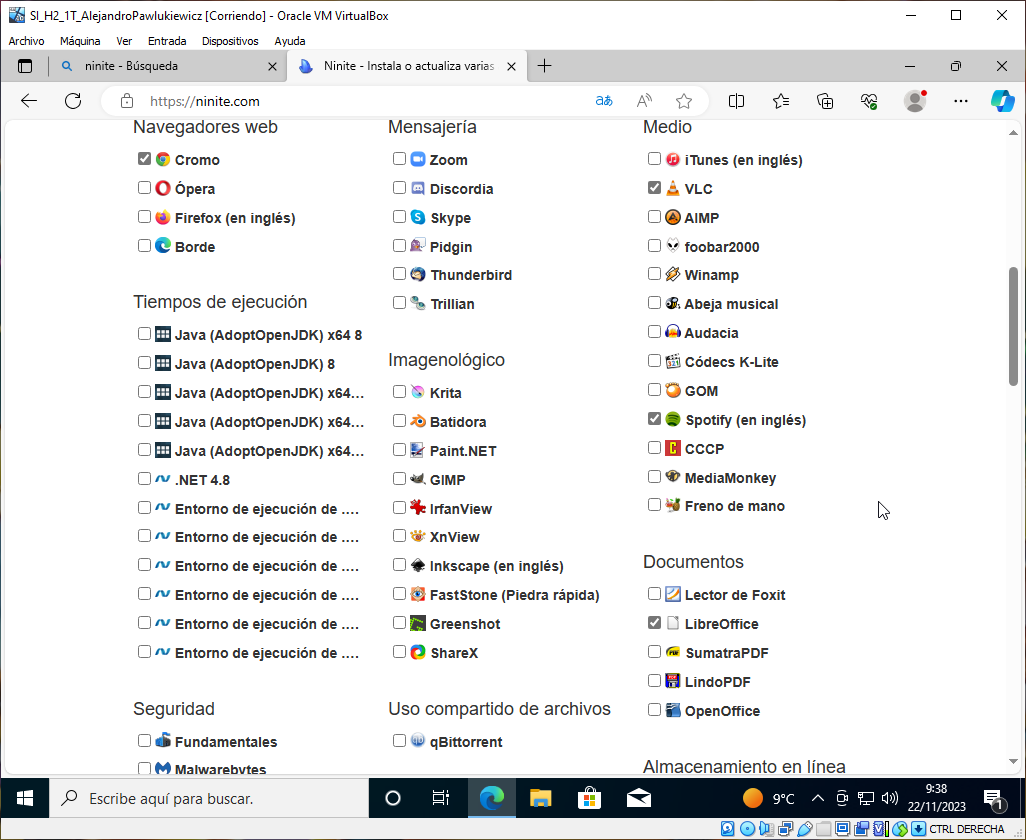 SI_H2_1T_AlejandroPawlukiewicz [Corriendo] - Oracle VM VirtualBox
Archivo Máquina Ver Entrada Dispositivos Ayuda
ninite - Búsqueda
Ninite - Instala o actualiza varias
https://ninite.com
Navegadores web
Cromo
Ópera
Firefox (en inglés)
Borde
Tiempos de ejecución
Java (AdoptOpenJDK) x64 8
Java (AdoptOpenJDK) 8
Java (AdoptOpenJDK) x64...
Java (AdoptOpenJDK) x64...
Java (AdoptOpenJDK) x64...
.NET 4.8
Entorno de ejecución de ....
Entorno de ejecución de ....
Entorno de ejecución de ....
Entorno de ejecución de ....
Entorno de ejecución de ....
Entorno de ejecución de ....
Seguridad
Fundamentales
Malwarebytes
Mensajería
Zoom
Discordia
Skype
Pidgin
Thunderbird
Trillian
Imagenológico
Krita
Batidora
Paint.NET
GIMP
IrfanView
XnView
Inkscape (en inglés)
FastStone (Piedra rápida)
Greenshot
ShareX
Uso compartido de archivos
qBittorrent
Medio
iTunes (en inglés)
VLC
AIMP
foobar2000
Winamp
Abeja musical
Audacia
Códecs K-Lite
GOM
Spotify (en inglés)
CCCP
MediaMonkey
Freno de mano
Documentos
Lector de Foxit
LibreOffice
SumatraPDF
LindoPDF
OpenOffice
Almacenamiento en línea
Escribe aquí para buscar.
9°C
9:38
22/11/2023
1
CTRL DERECHA